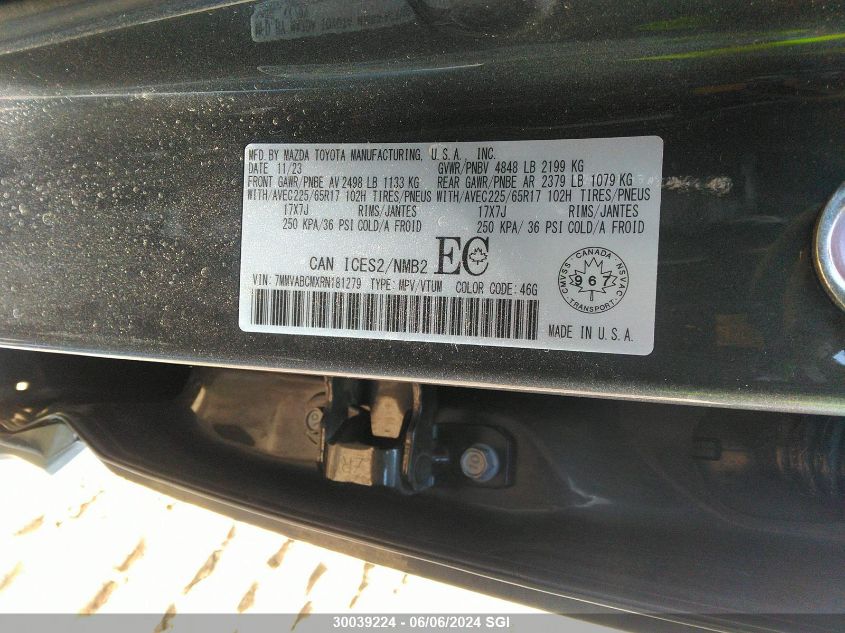 MFD BY MAZDA TOYOTA MANUFACTURING, U.S.A. INC.
DATE 11/23 GVWR/PNBV 4848 LB 2199 KG
FRONT GAWR/PNBE AV 2498 LB 1133 KG REAR GAWR/PNBE AR 2379 LB 1079 KG
WITH/AVEC225/65R17 102H TIRES/PNEUS WITH/AVEC225/65R17 102H TIRES/PNEUS
17X7J RIMS/JANTES 17X7J RIMS/JANTES
250 KPA/36 PSI COLD/A FROID 250 KPA/ 36 PSI COLD/A FROID
CAN ICES2/NMB2 EC
VIN: 7MMVABCMXRN181279 TYPE: MPV/VTUM COLOR CODE: 46G
MADE IN U.S.A.
CMVSS CANADA NSVAC
967
TRANSPORT
ZR
30039224 - 06/06/2024 SGI